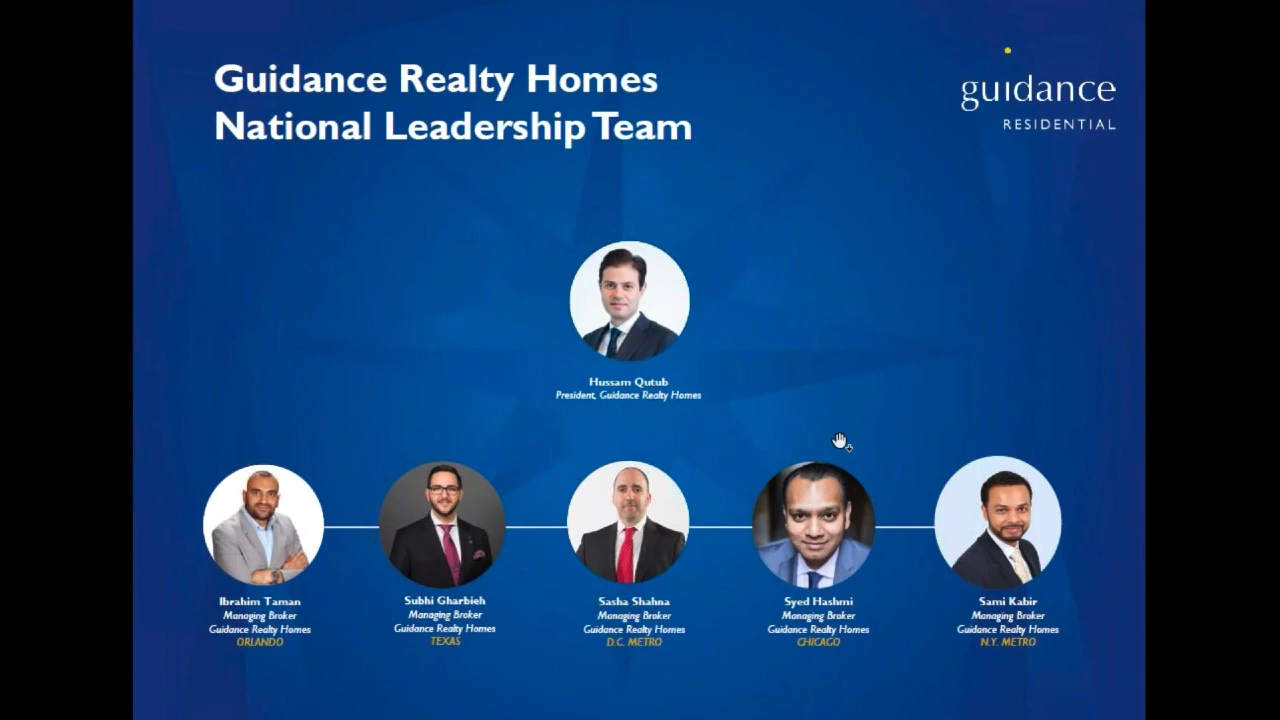 Guidance Realty Homes
National Leadership Team
guidance
RESIDENTIAL
Hussam Qutub
President, Guidance Realty Homes
Ibrahim Taman
Managing Broker
Guidance Realty Homes
ORLANDO
Subhi Gharbieh
Managing Broker
Guidance Realty Homes
TEXAS
Sasha Shahna
Managing Broker
Guidance Realty Homes
D.C. METRO
Syed Hashmi
Managing Broker
Guidance Realty Homes
CHICAGO
Sami Kabir
Managing Broker
Guidance Realty Homes
N.Y. METRO